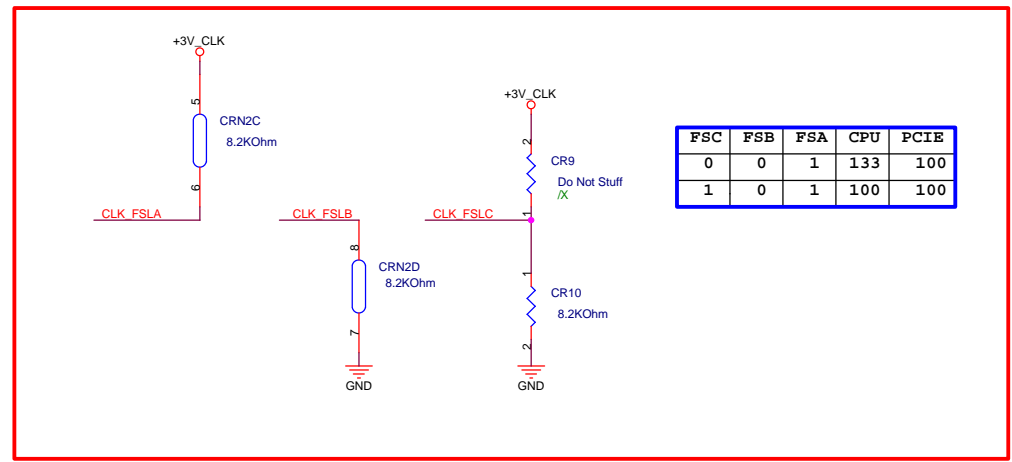 +3V_CLK
5
CRN2C
8.2KOhm
6
CLK_FSLA
CLK_FSLB
8
CRN2D
8.2KOhm
7
GND
+3V_CLK
2
CR9
Do Not Stuff
/X
1
CLK_FSLC
1
CR10
8.2KOhm
2
GND
FSC FSB FSA CPU PCIE
0 0 1 133 100
1 0 1 100 100